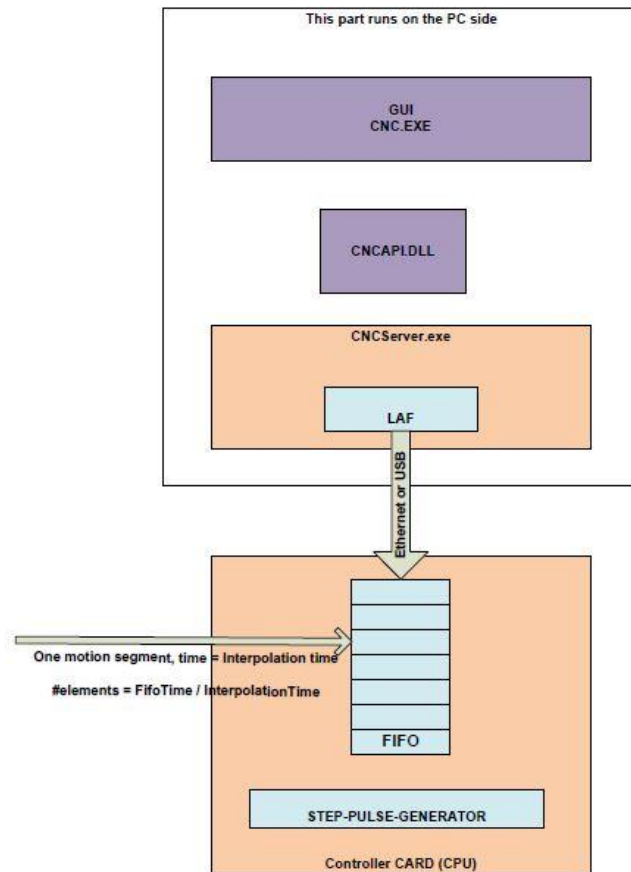 This part runs on the PC side
GUI
CNC.EXE
CNCAPI.DLL
CNCServer.exe
LAF
Ethernet or USB
One motion segment, time = Interpolation time
#elements = FifoTime / InterpolationTime
FIFO
STEP-PULSE-GENERATOR
Controller CARD (CPU)